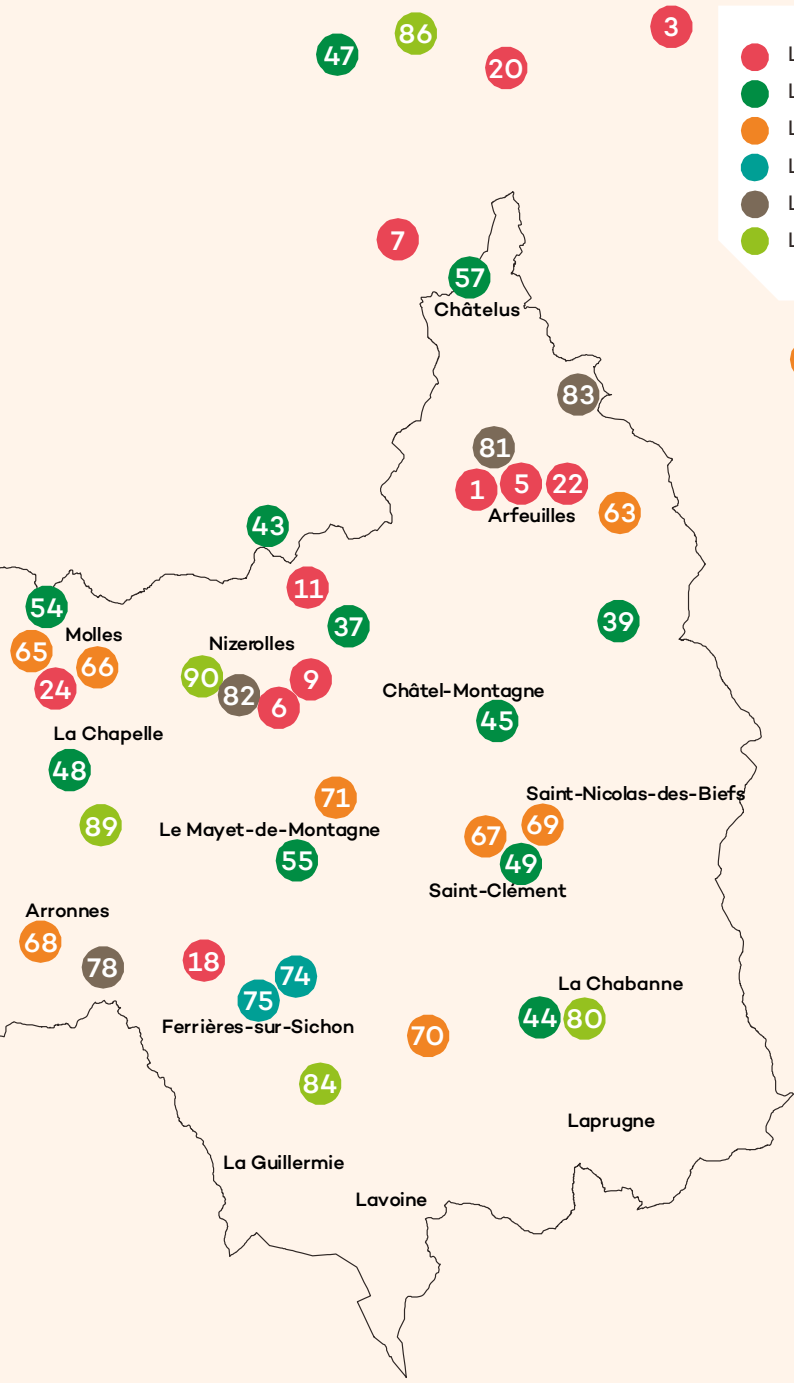 3
86
47
20
L
L
L
L
L
L
7
57
Châtelus
83
81
1
5
22
Arfeuilles
63
43
11
54
37
39
Molles
65
66
24
Nizerolles
90
82
6
9
Châtel-Montagne
45
La Chapelle
48
89
71
Saint-Nicolas-des-Biefs
Le Mayet-de-Montagne
55
67
69
49
Saint-Clément
Arronnes
68
78
18
74
75
Ferrières-sur-Sichon
La Chabanne
44
80
70
84
Laprugne
La Guillermie
Lavoine